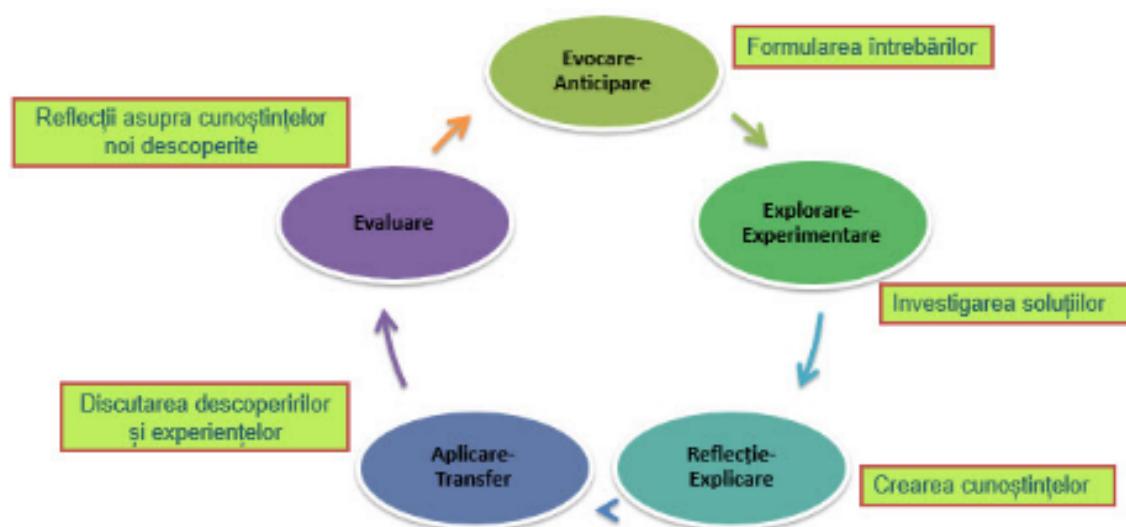 Evocare-
Anticipare
Formularea întrebărilor
Explorare-
Experimentare
Investigarea soluțiilor
Reflecție-
Explicare
Crearea cunoștințelor
Aplicare-
Transfer
Discutarea descoperirilor
și experiențelor
Evaluare
Reflecții asupra cunoștințelor
noi descoperite